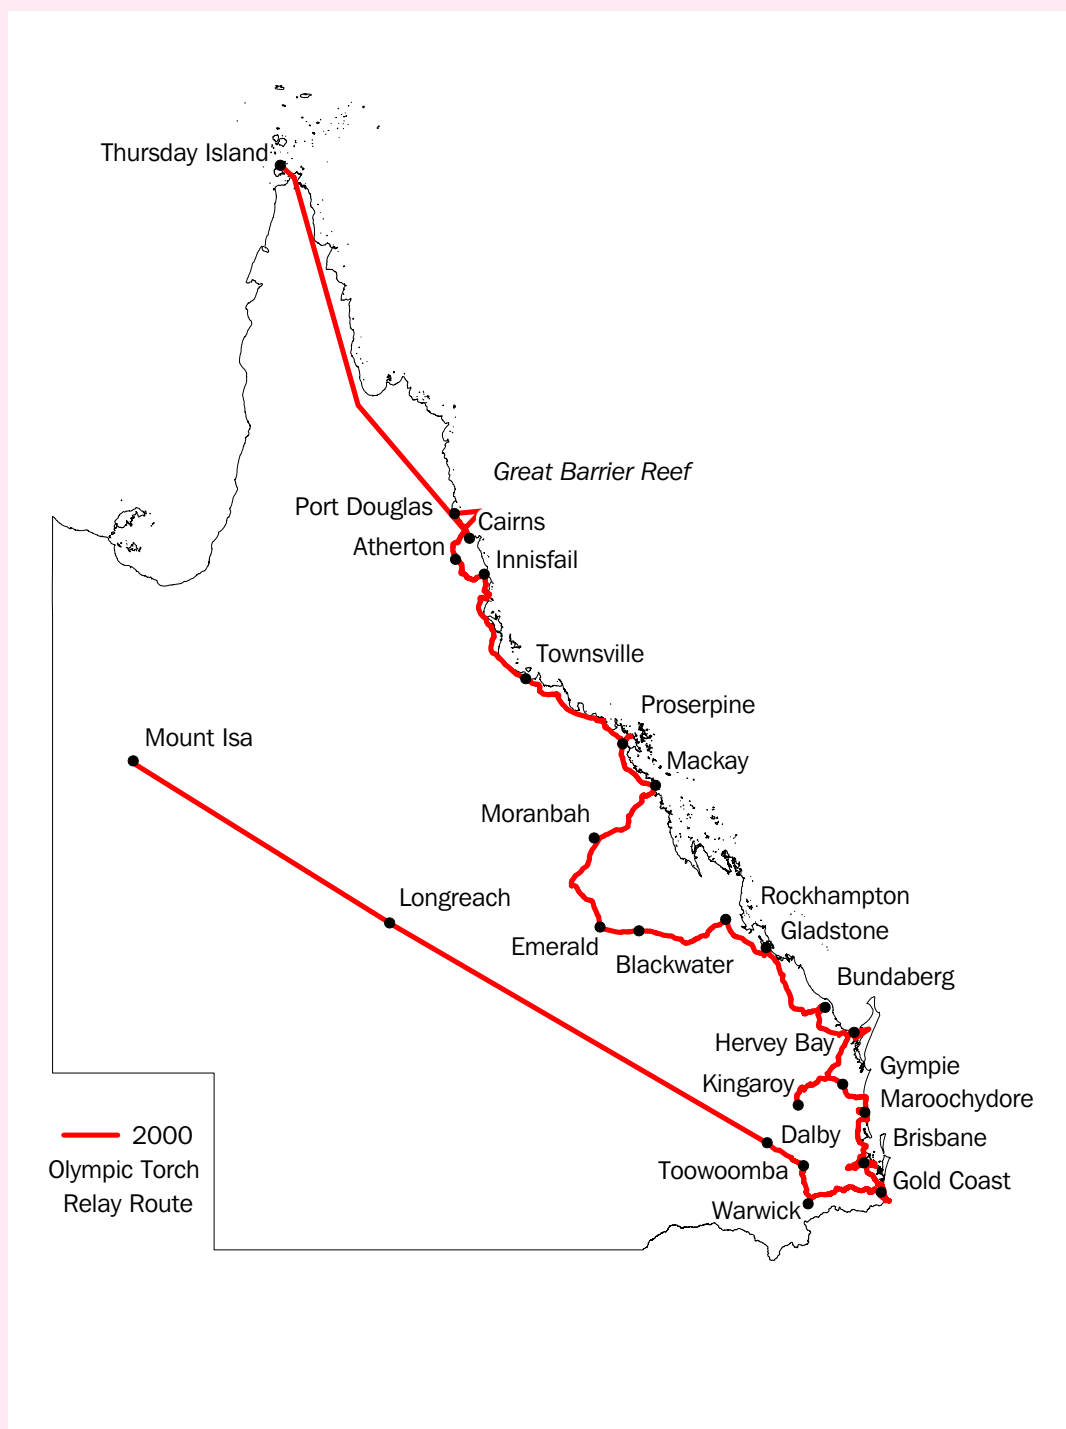 Thursday Island
Great Barrier Reef
Port Douglas
Cairns
Atherton
Innisfail
Townsville
Proserpine
Mount Isa
Mackay
Moranbah
Longreach
Rockhampton
Gladstone
Emerald
Blackwater
Bundaberg
Hervey Bay
Gympie
Kingaroy
Maroochydore
2000
Olympic Torch
Relay Route
Dalby
Brisbane
Toowoomba
Gold Coast
Warwick